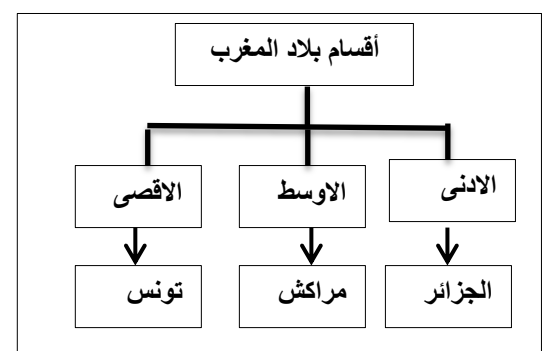 أقسام بلاد المغرب
الادنى
الاوسط
الاقصى
الجزائر
مراكش
تونس